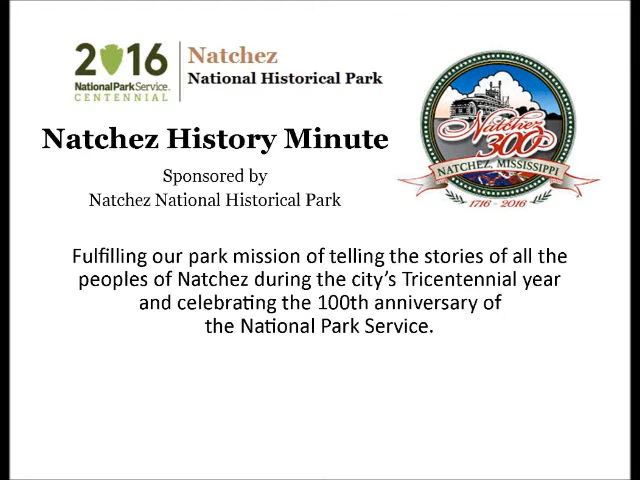 2016
National Park Service®
CENTENNIAL
Natchez
National Historical Park
Natchez
300
NATCHEZ, MISSISSIPPI
1716 - 2016
Natchez History Minute
Sponsored by
Natchez National Historical Park
Fulfilling our park mission of telling the stories of all the
peoples of Natchez during the city's Tricentennial year
and celebrating the 100th anniversary of
the National Park Service.